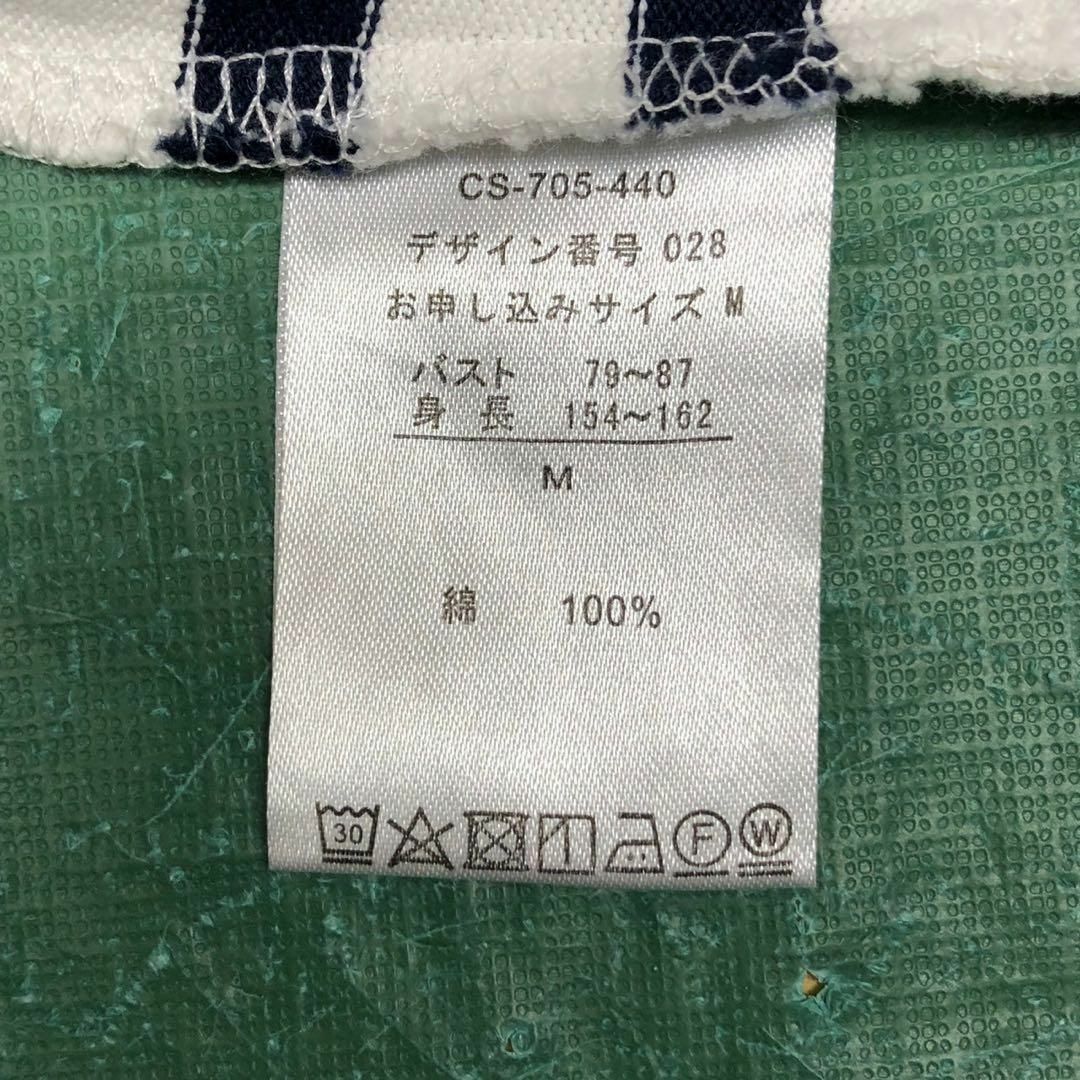 CS-705-440
デザイン番号 028
お申し込みサイズ M
バスト 79～87
身長 154～162
M
綿 100%
30 F W